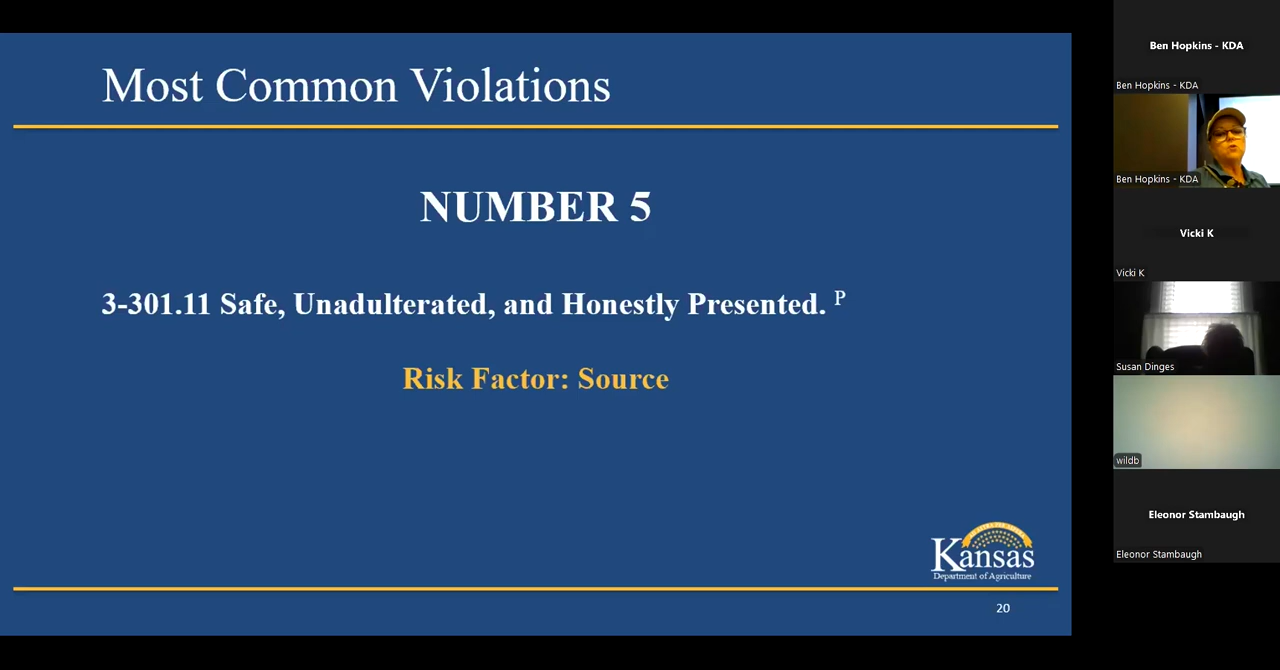 Most Common Violations
NUMBER 5
3-301.11 Safe, Unadulterated, and Honestly Presented. P
Risk Factor: Source
Kansas
Department of Agriculture
20
Ben Hopkins - KDA
Ben Hopkins - KDA
Ben Hopkins - KDA
Vicki K
Vicki K
Susan Dinges
wildb
Eleonor Stambaugh
Eleonor Stambaugh